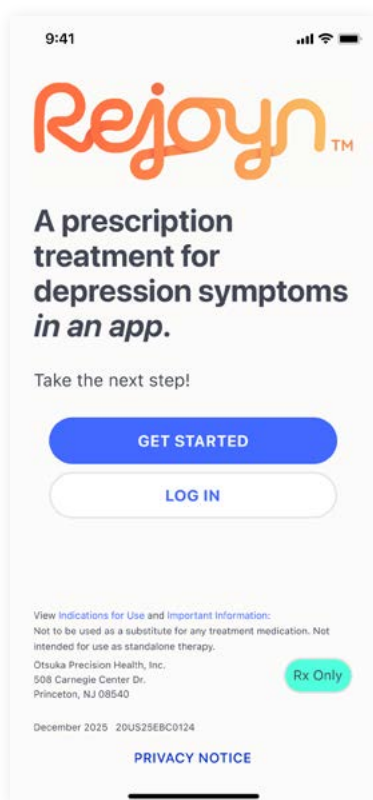 9:41
Rejoyn TM
A prescription
treatment for
depression symptoms
in an app.
Take the next step!
GET STARTED
LOG IN
View Indications for Use and Important Information:
Not to be used as a substitute for any treatment medication. Not
intended for use as standalone therapy.
Otsuka Precision Health, Inc.
508 Carnegie Center Dr.
Princeton, NJ 08540
Rx Only
December 2025 20US25EBC0124
PRIVACY NOTICE